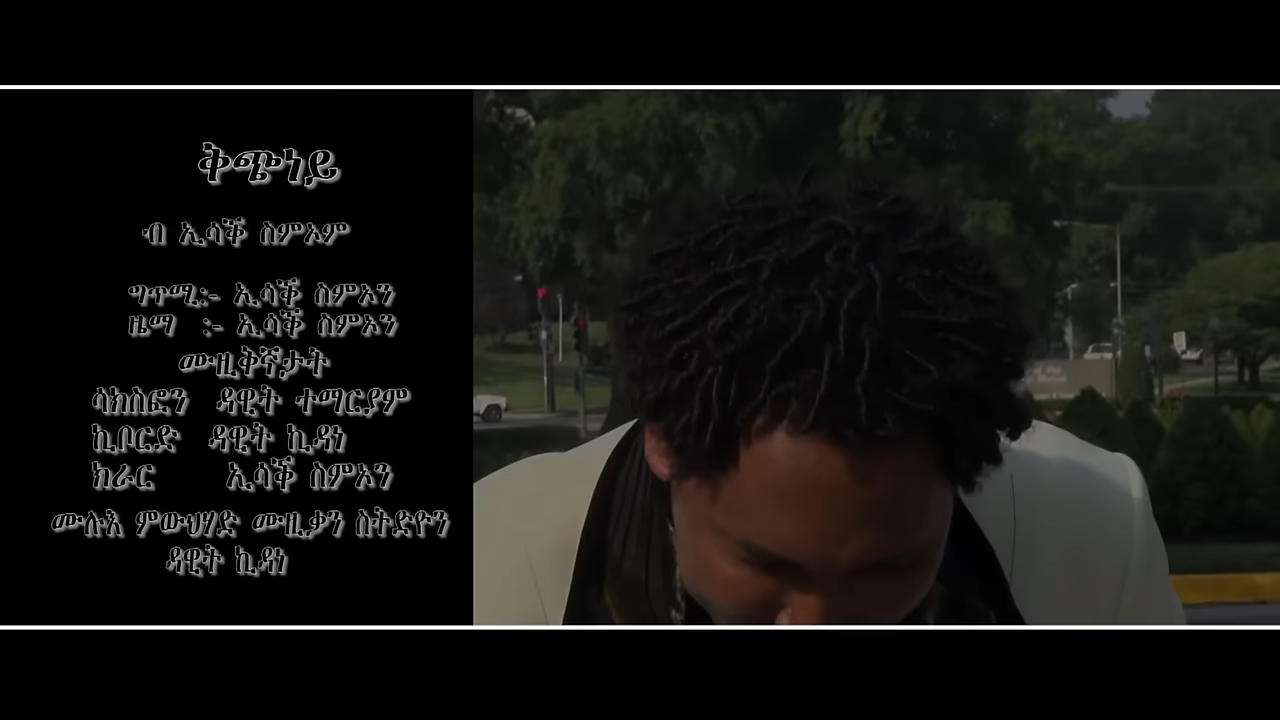 ቅጭነይ
ብ ኢሳቕ ስምኦም
ግጥሚ:- ኢሳቕ ስምኦን
ዜማ :- ኢሳቕ ስምኦን
ሙዚቅኛታት
ሳክስፎን ዳዊት ተማርያም
ኪቦርድ ዳዊት ኪዳነ
ክራር ኢሳቕ ስምኦን
ሙሉእ ምውህሃድ ሙዚቃን ስትድዮን
ዳዊት ኪዳነ